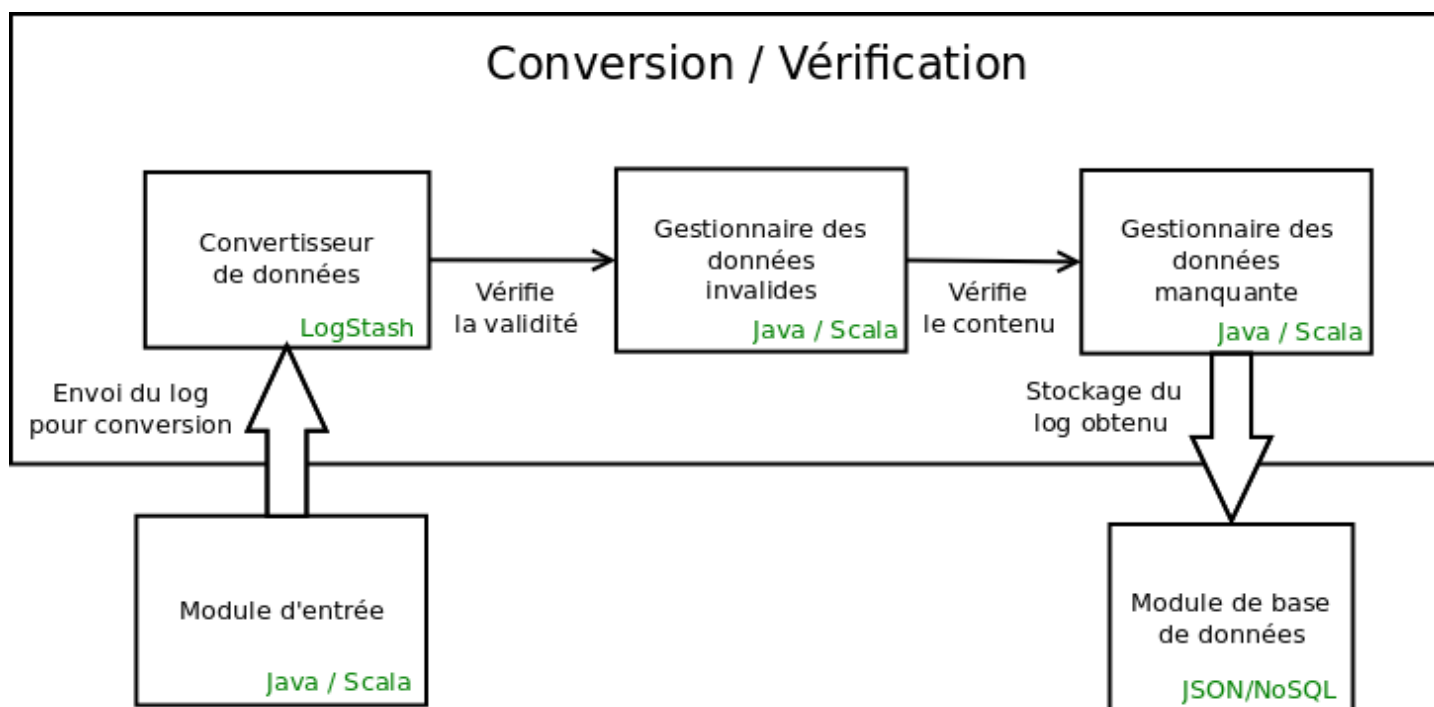 Conversion / Vérification
Convertisseur
de données
LogStash
Vérifie
la validité
Gestionnaire des
données
invalides
Java / Scala
Vérifie
le contenu
Gestionnaire des
données
manquante
Java / Scala
Envoi du log
pour conversion
Stockage du
log obtenu
Module d'entrée
Java / Scala
Module de base
de données
JSON/NoSQL